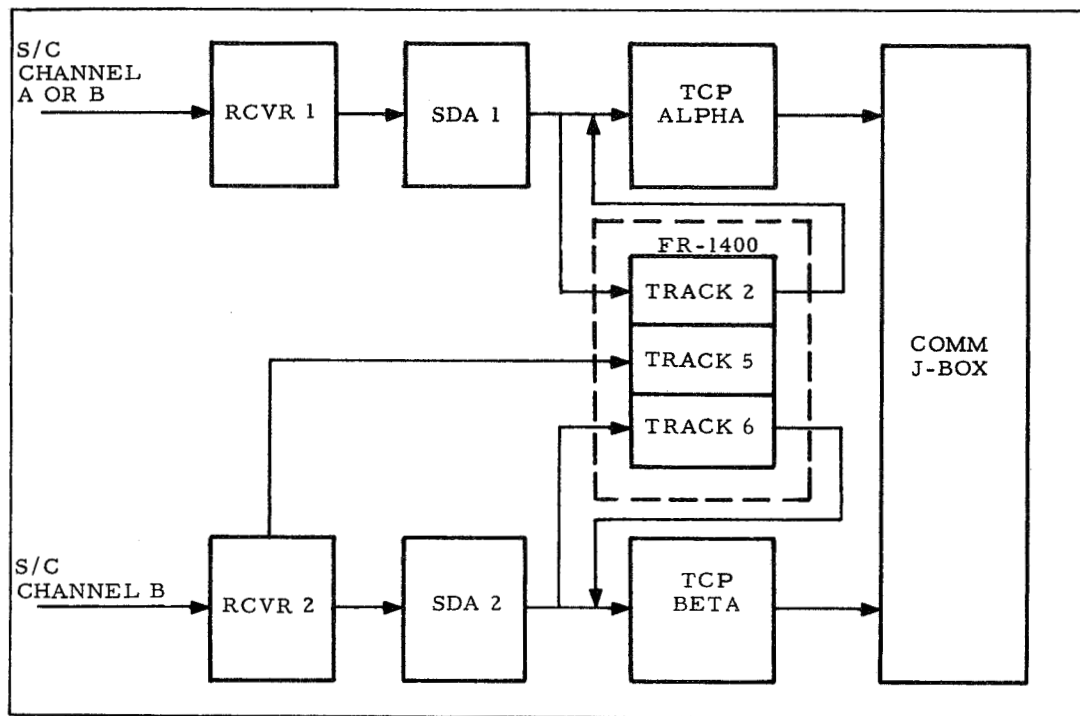 S/C
CHANNEL
A OR B
RCVR 1
SDA 1
TCP
ALPHA
FR-1400
TRACK 2
TRACK 5
TRACK 6
COMM
J-BOX
S/C
CHANNEL B
RCVR 2
SDA 2
TCP
BETA